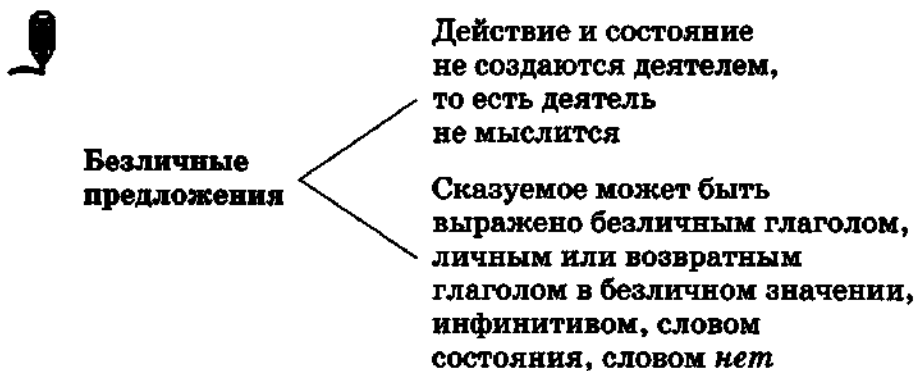 Безличные
предложения
Действие и состояние
не создаются деятелем,
то есть деятель
не мыслится
Сказуемое может быть
выражено безличным глаголом,
личным или возвратным
глаголом в безличном значении,
инфинитивом, словом
состояния, словом нет